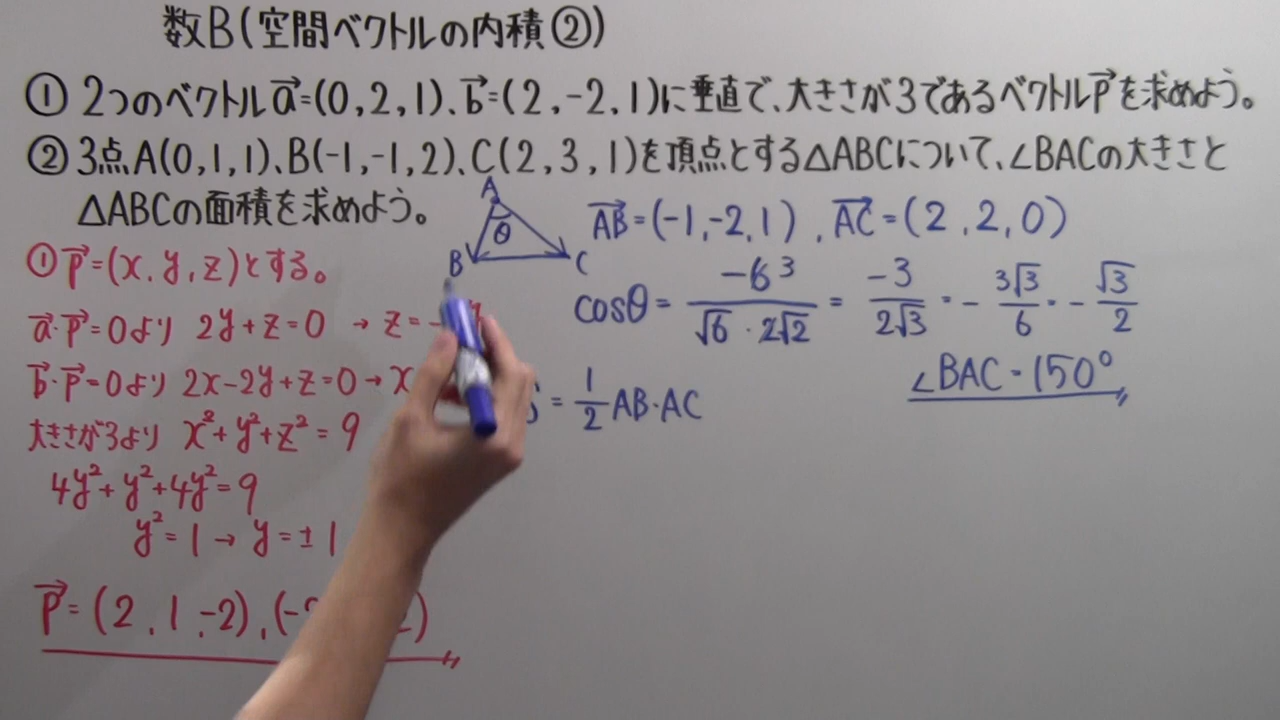 数B(空間ベクトルの内積②)
① 2つのベクトルa→=(0,2,1)、b→=(2,-2,1)に垂直で、大きさが3であるベクトルp→を求めよう。
② 3点A(0,1,1)、B(-1,-1,2)、C(2,3,1)を頂点とする△ABCについて、∠BACの大きさと
△ABCの面積を求めよう。
①p→=(x,y,z)とする。
a→・p→=0より 2y+z=0 → z=-
b→・p→=0より 2x-2y+z=0→x
大きさが3より x²+y²+z²=9
4y²+y²+4y²=9
y²=1→y=±1
p→=(2,1,-2),(-
A
θ
B
C
AB→=(-1,-2,1),AC→=(2,2,0)
cosθ=-6 3/√6・2√2=-3/2√3=-3√3/6=-√3/2
∠BAC=150°
=1/2AB・AC